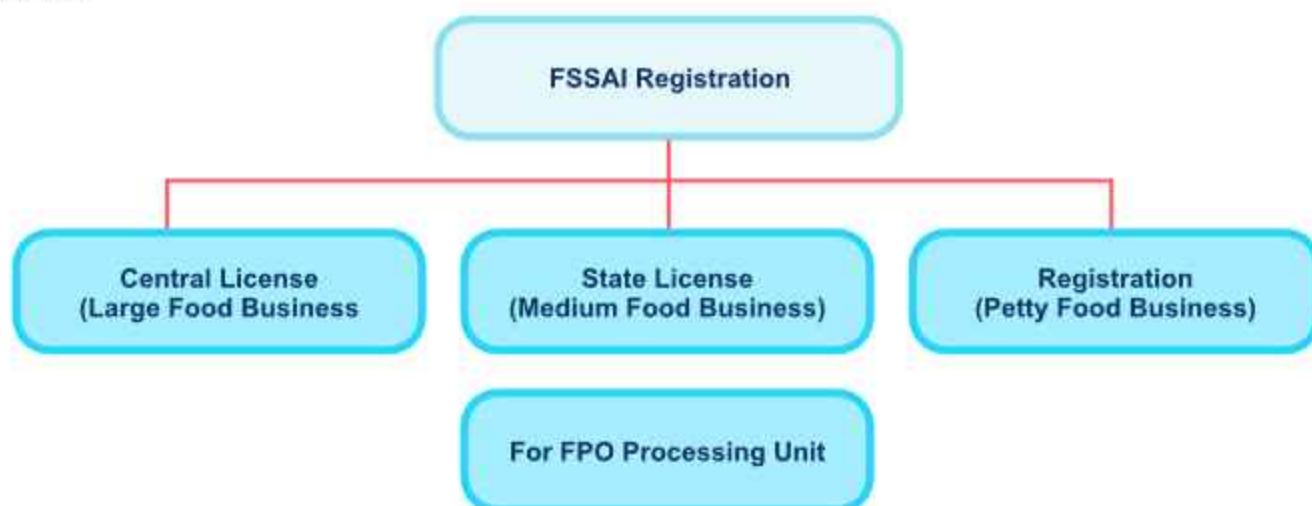 FSSAI Registration
Central License
(Large Food Business
State License
(Medium Food Business)
Registration
(Petty Food Business)
For FPO Processing Unit